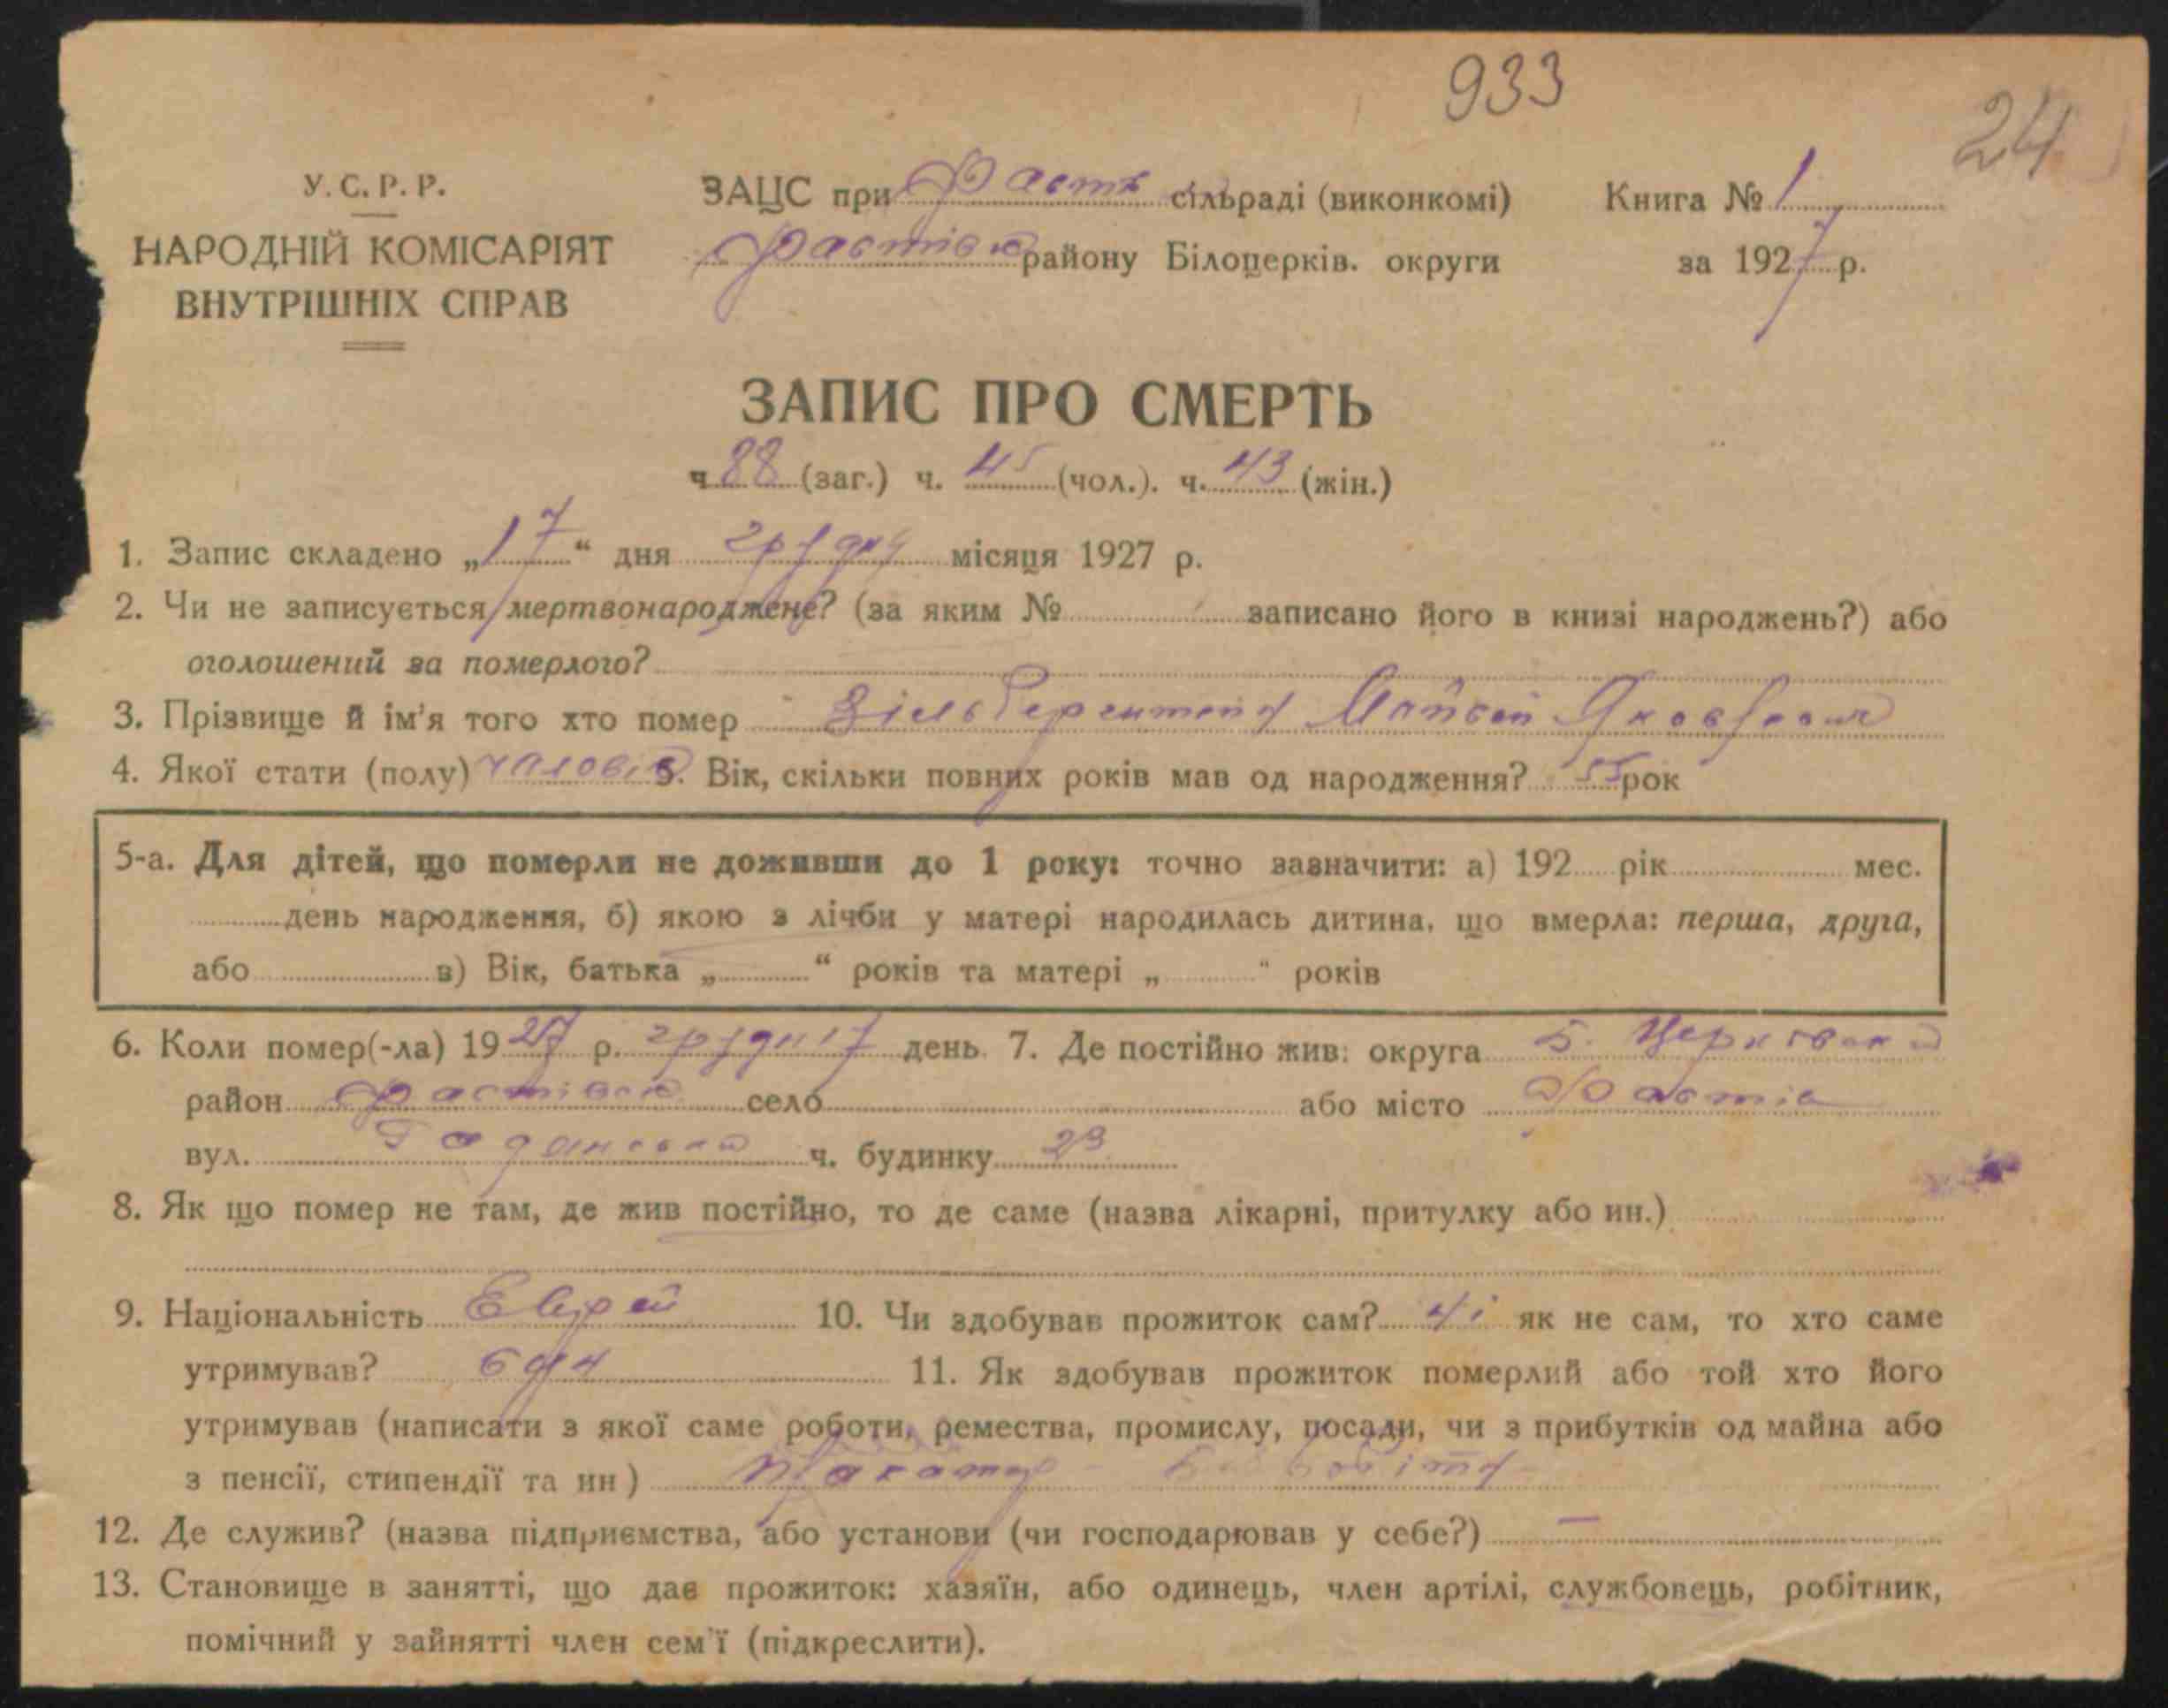 933
24
У. С. Р. Р.
НАРОДНІЙ КОМІСАРІЯТ
ВНУТРІШНІХ СПРАВ
ЗАЦС при Фаст сільраді (виконкомі)
Фастівс району Білоцерків. округи
Книга № 1
за 1927 р.
ЗАПИС ПРО СМЕРТЬ
ч 88 (заг.) ч. 45 (чол.). ч. 43 (жін.)
1. Запис складено „17“ дня грудня місяця 1927 р.
2. Чи не записується мертвонароджене? (за яким № записано його в книзі народжень?) або
оголошений за померлого?
3. Прізвище й ім'я того хто помер Яковлевич
4. Якої стати (полу) чоловіч 5. Вік, скільки повних років мав од народження? 55 рок
5-а. Для дітей, що померли не доживши до 1 року: точно зазначити: а) 192 рік мес.
день народження, б) якою з лічби у матері народилась дитина, що вмерла: перша, друга,
або в) Вік, батька „ “ років та матері „ “ років
6. Коли помер(-ла) 1927 р. грудня 17 день 7. Де постійно жив: округа Б. Церківська
район Фастівськ село або місто Фастів
вул. ч. будинку 29
8. Як що помер не там, де жив постійно, то де саме (назва лікарні, притулку або ин.)
9. Національність Еврей 10. Чи здобував прожиток сам? ні як не сам, то хто саме
утримував? 11. Як здобував прожиток померлий або той хто його
утримував (написати з якої саме роботи, ремества, промислу, посади, чи з прибутків од майна або
з пенсії, стипендії та ин)
12. Де служив? (назва підприємства, або установи (чи господарював у себе?) —
13. Становище в занятті, що дає прожиток: хазяїн, або одинець, член артілі, службовець, робітник,
помічний у зайнятті член сем'ї (підкреслити).